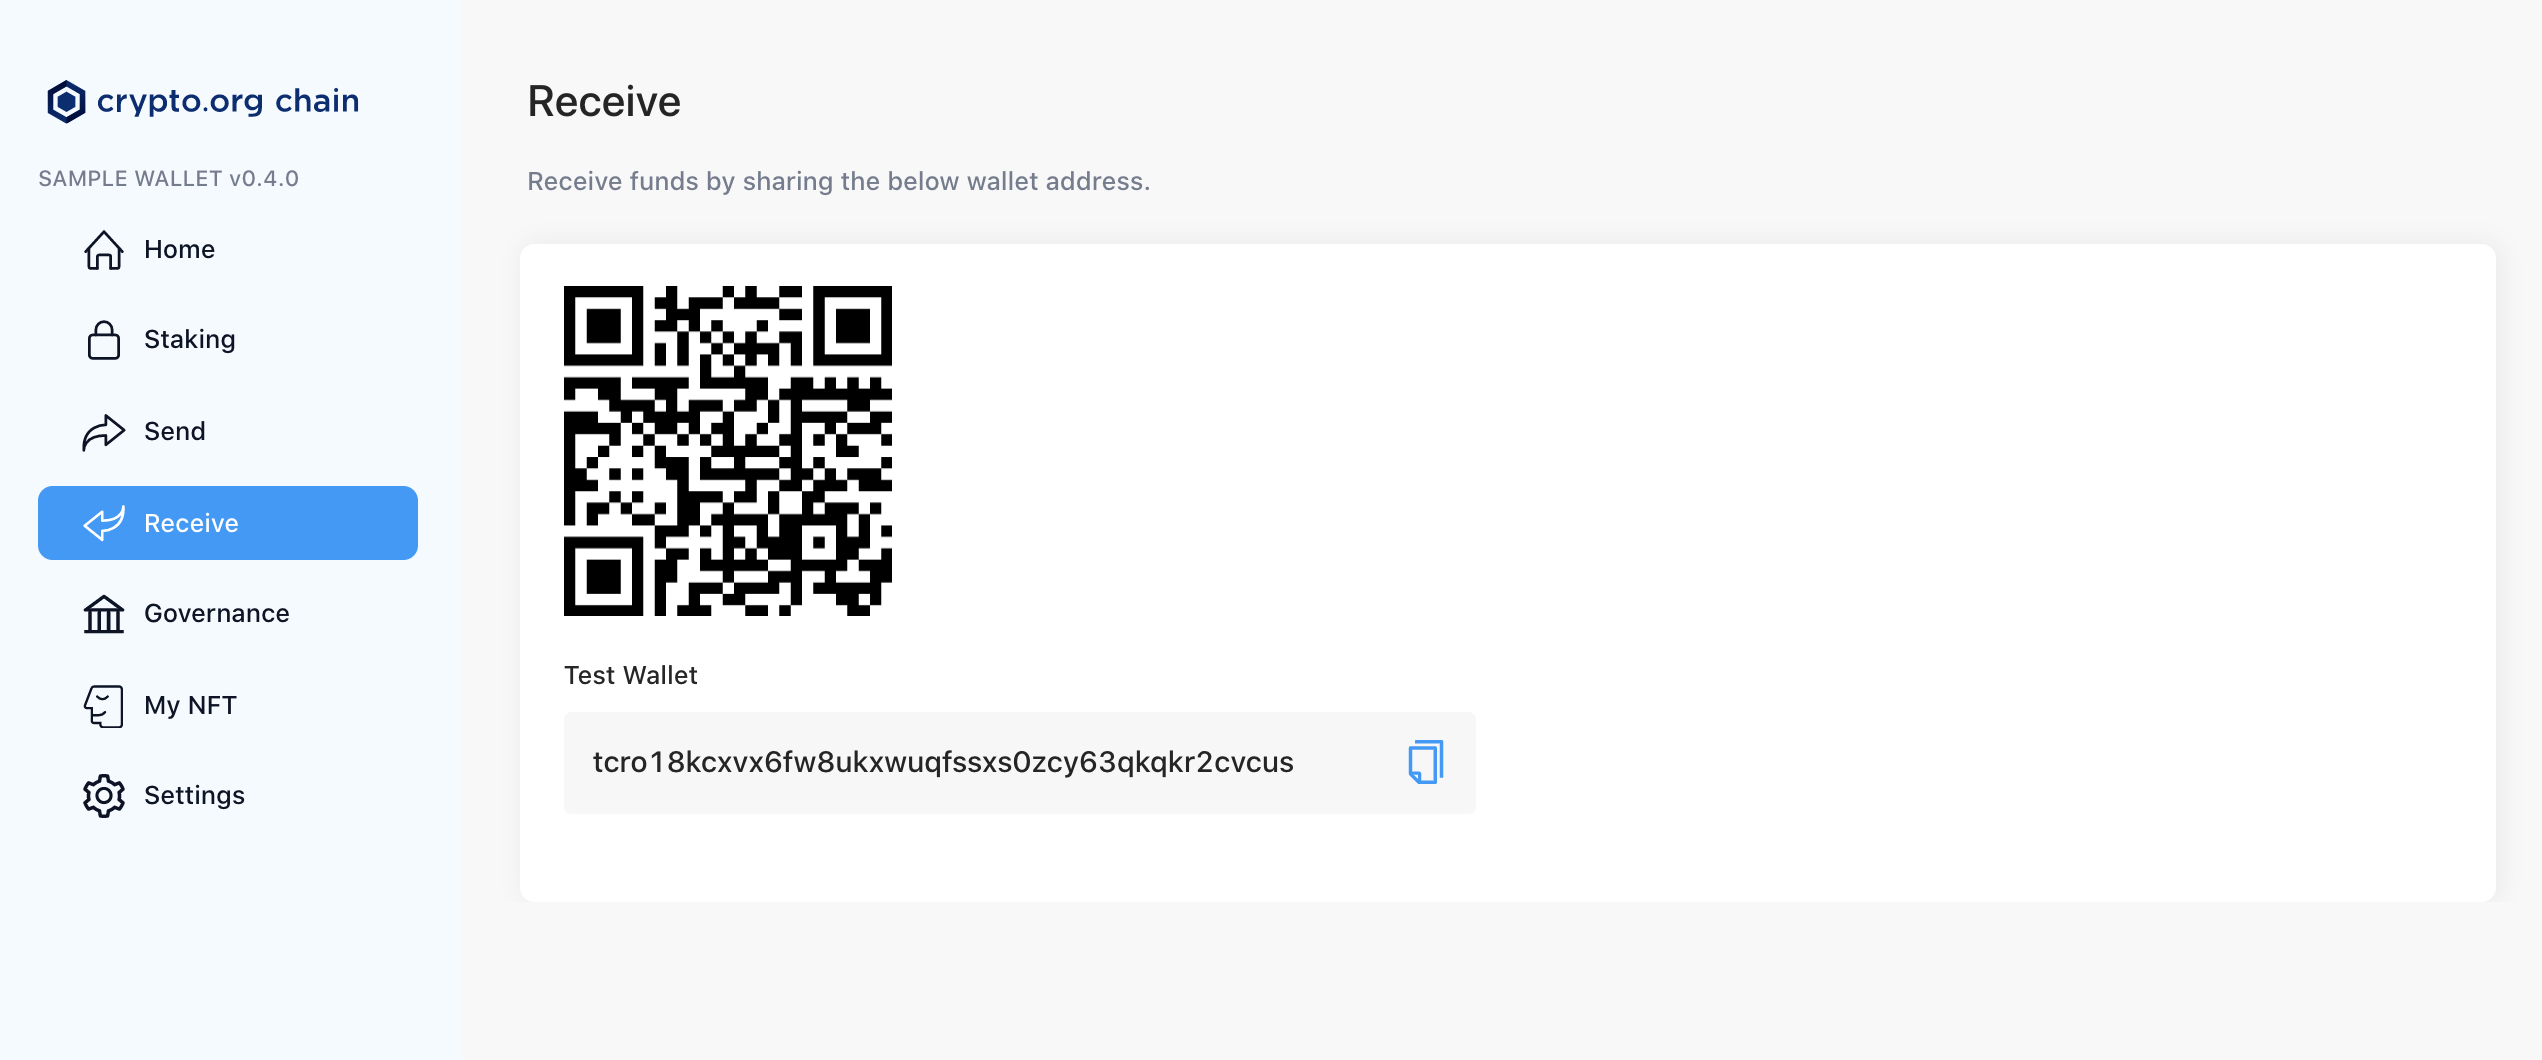 crypto.org chain
SAMPLE WALLET v0.4.0
Home
Staking
Send
Receive
Governance
My NFT
Settings
Receive
Receive funds by sharing the below wallet address.
Test Wallet
tcro18kcxvx6fw8ukxwuqfssxs0zcy63qkqkr2cvcus